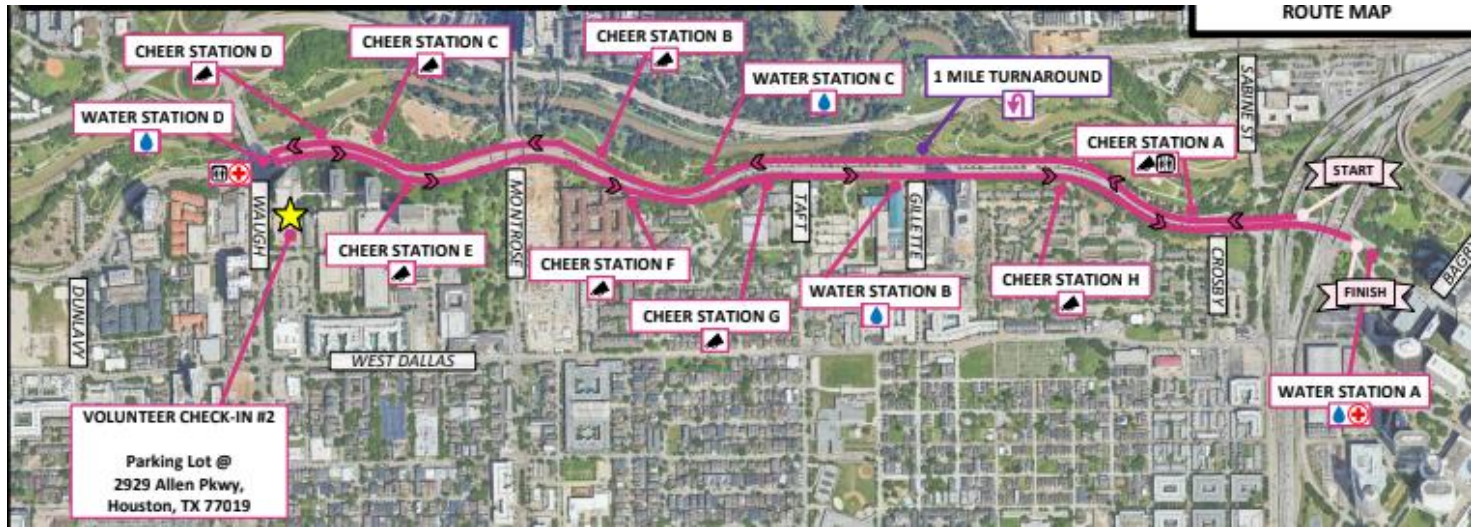 ROUTE MAP
CHEER STATION D
CHEER STATION C
CHEER STATION B
WATER STATION C
1 MILE TURNAROUND
SABINE ST
WATER STATION D
CHEER STATION A
START
WAUGH
MONTROSE
TAFT
GILLETTE
CROSBY
BAGBY
CHEER STATION E
CHEER STATION F
CHEER STATION G
WATER STATION B
CHEER STATION H
FINISH
DUNLAVY
WEST DALLAS
WATER STATION A
VOLUNTEER CHECK-IN #2
Parking Lot @
2929 Allen Pkwy,
Houston, TX 77019